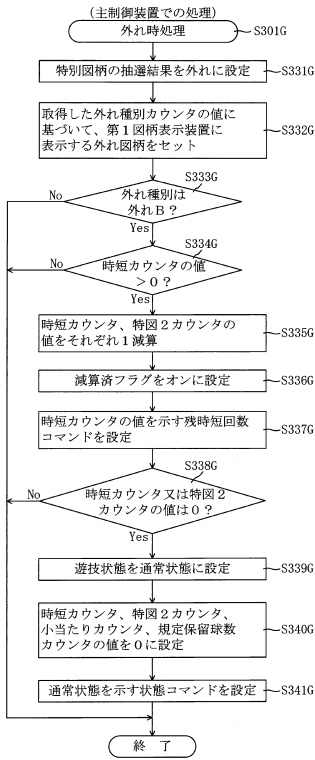 (主制御装置での処理)
外れ時処理
S301G
特別図柄の抽選結果を外れに設定
S331G
取得した外れ種別カウンタの値に
基づいて、第１図柄表示装置に
表示する外れ図柄をセット
S332G
S333G
外れ種別は
外れＢ？
No
Yes
S334G
時短カウンタの値
＞０？
No
Yes
時短カウンタ、特図２カウンタの
値をそれぞれ１減算
S335G
減算済フラグをオンに設定
S336G
時短カウンタの値を示す残時短回数
コマンドを設定
S337G
S338G
時短カウンタ又は特図２
カウンタの値は０？
No
Yes
遊技状態を通常状態に設定
S339G
時短カウンタ、特図２カウンタ、
小当たりカウンタ、規定保留球数
カウンタの値を０に設定
S340G
通常状態を示す状態コマンドを設定
S341G
終了